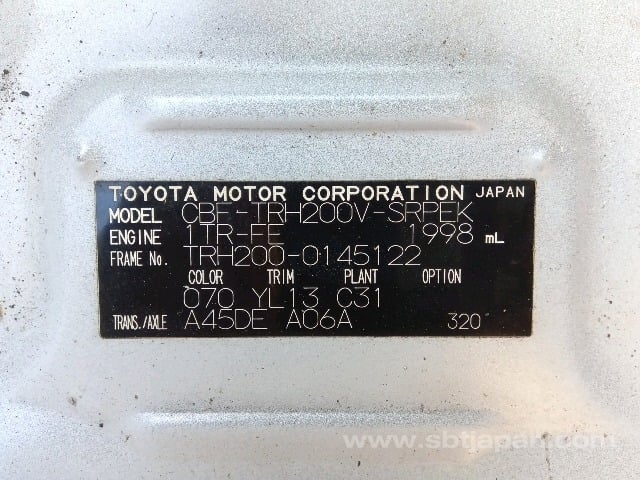 TOYOTA MOTOR CORPORATION JAPAN
MODEL CBF-TRH200V-SRPEK
ENGINE 1TR-FE 1998 mL
FRAME No. TRH200-0145122
COLOR TRIM PLANT OPTION
070 YL13 C31
TRANS./AXLE A45DE A06A 320
www.sbtjapan.com